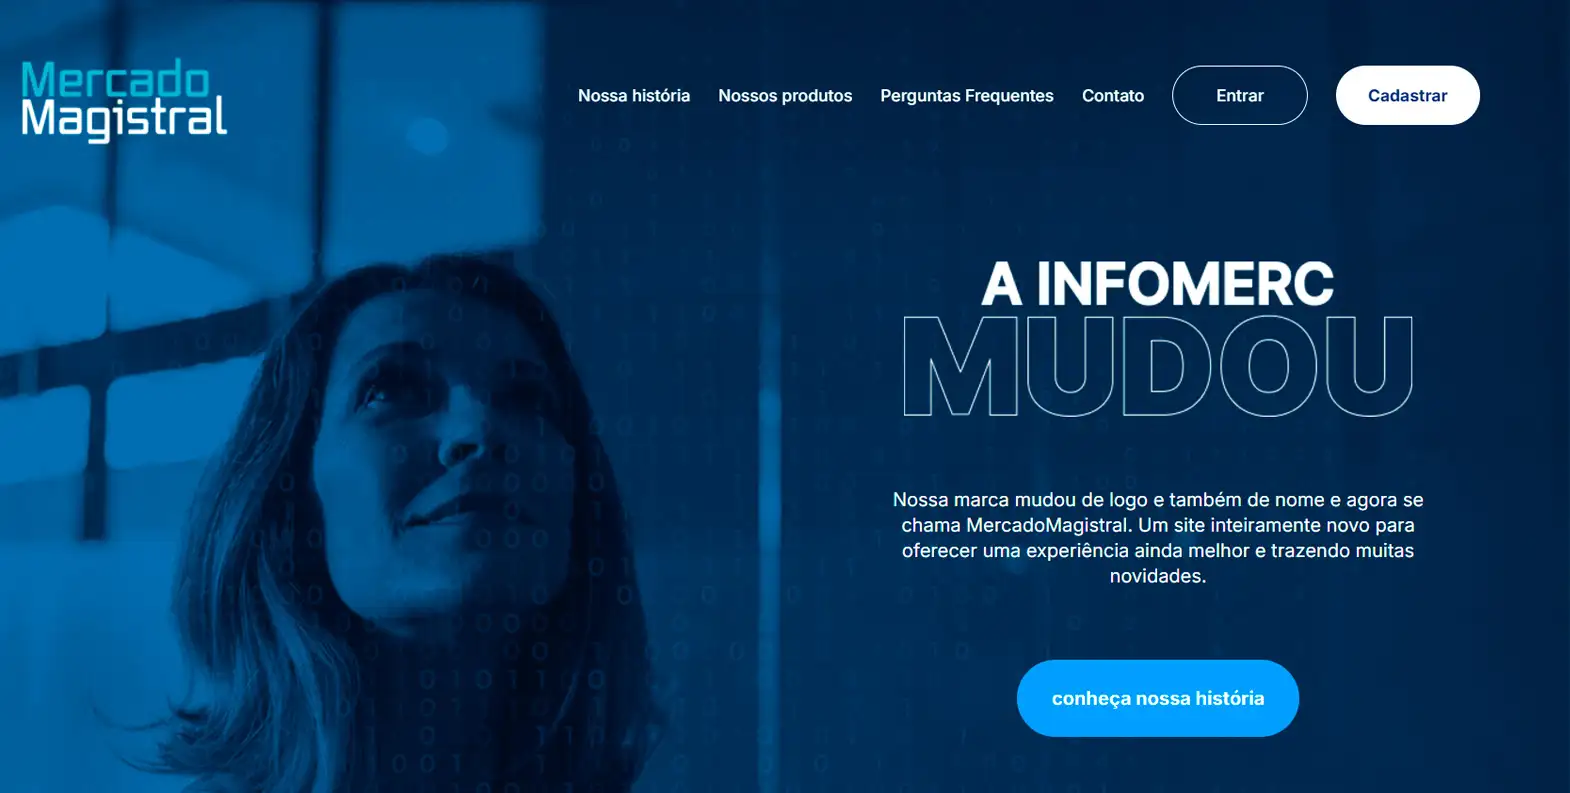 Mercado
Magistral
Nossa história
Nossos produtos
Perguntas Frequentes
Contato
Entrar
Cadastrar
A INFOMERC
MUDOU
Nossa marca mudou de logo e também de nome e agora se
chama MercadoMagistral. Um site inteiramente novo para
oferecer uma experiência ainda melhor e trazendo muitas
novidades.
conheça nossa história